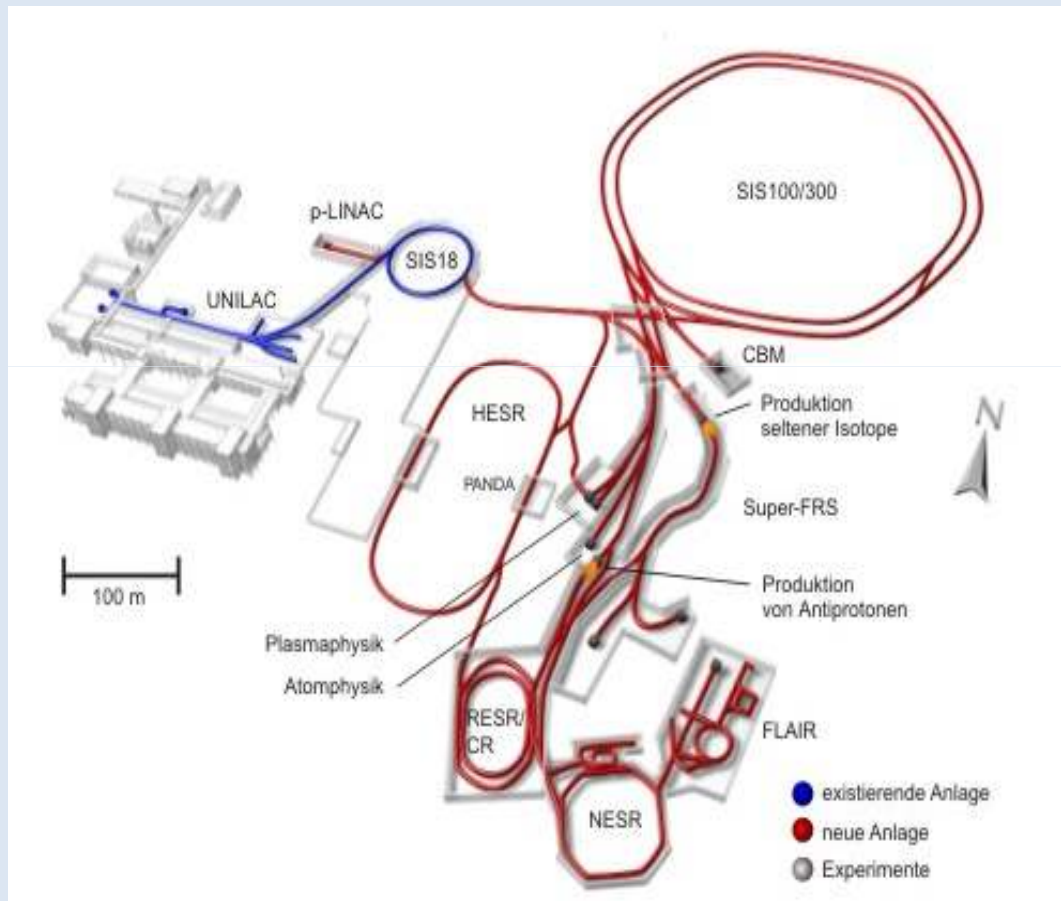 SIS100/300
p-LINAC
SIS18
UNILAC
CBM
HESR
Produktion
seltener Isotope
N
PANDA
Super-FRS
100 m
Produktion
von Antiprotonen
Plasmaphysik
Atomphysik
RESR/
CR
FLAIR
NESR
existierende Anlage
neue Anlage
Experimente